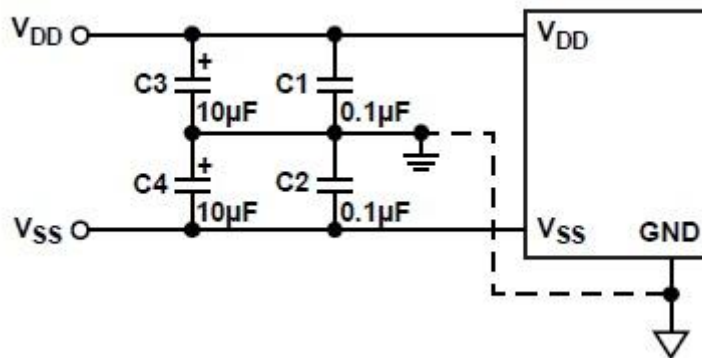 VDD
VDD
+
C3
C1
10µF
0.1µF
+
C4
C2
10µF
0.1µF
VSS
VSS
GND